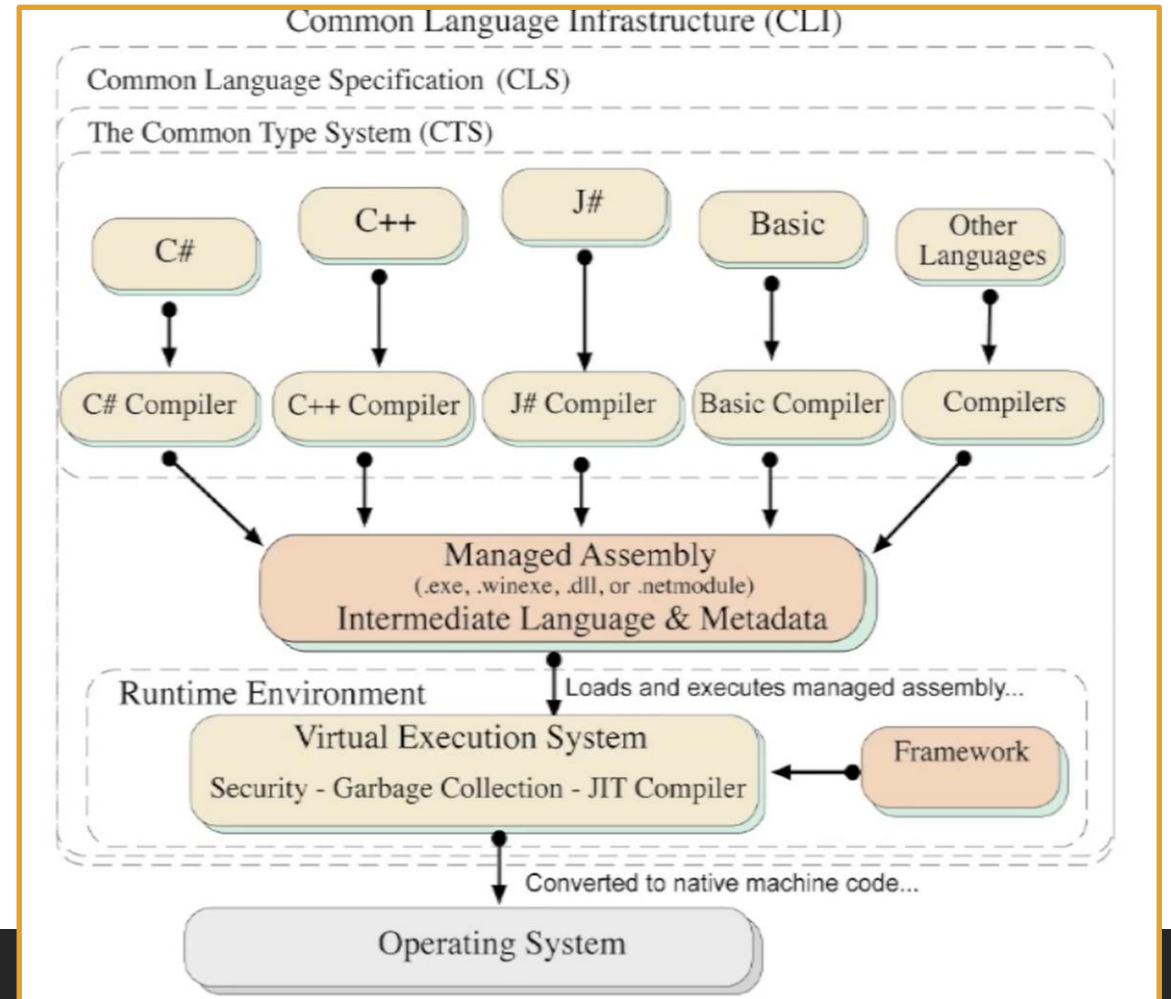 Common Language Infrastructure (CLI)
Common Language Specification (CLS)
The Common Type System (CTS)
C#
C++
J#
Basic
Other
Languages
C# Compiler
C++ Compiler
J# Compiler
Basic Compiler
Compilers
Managed Assembly
(.exe, .winexe, .dll, or .netmodule)
Intermediate Language & Metadata
Runtime Environment
Loads and executes managed assembly...
Virtual Execution System
Security - Garbage Collection - JIT Compiler
Framework
Converted to native machine code...
Operating System